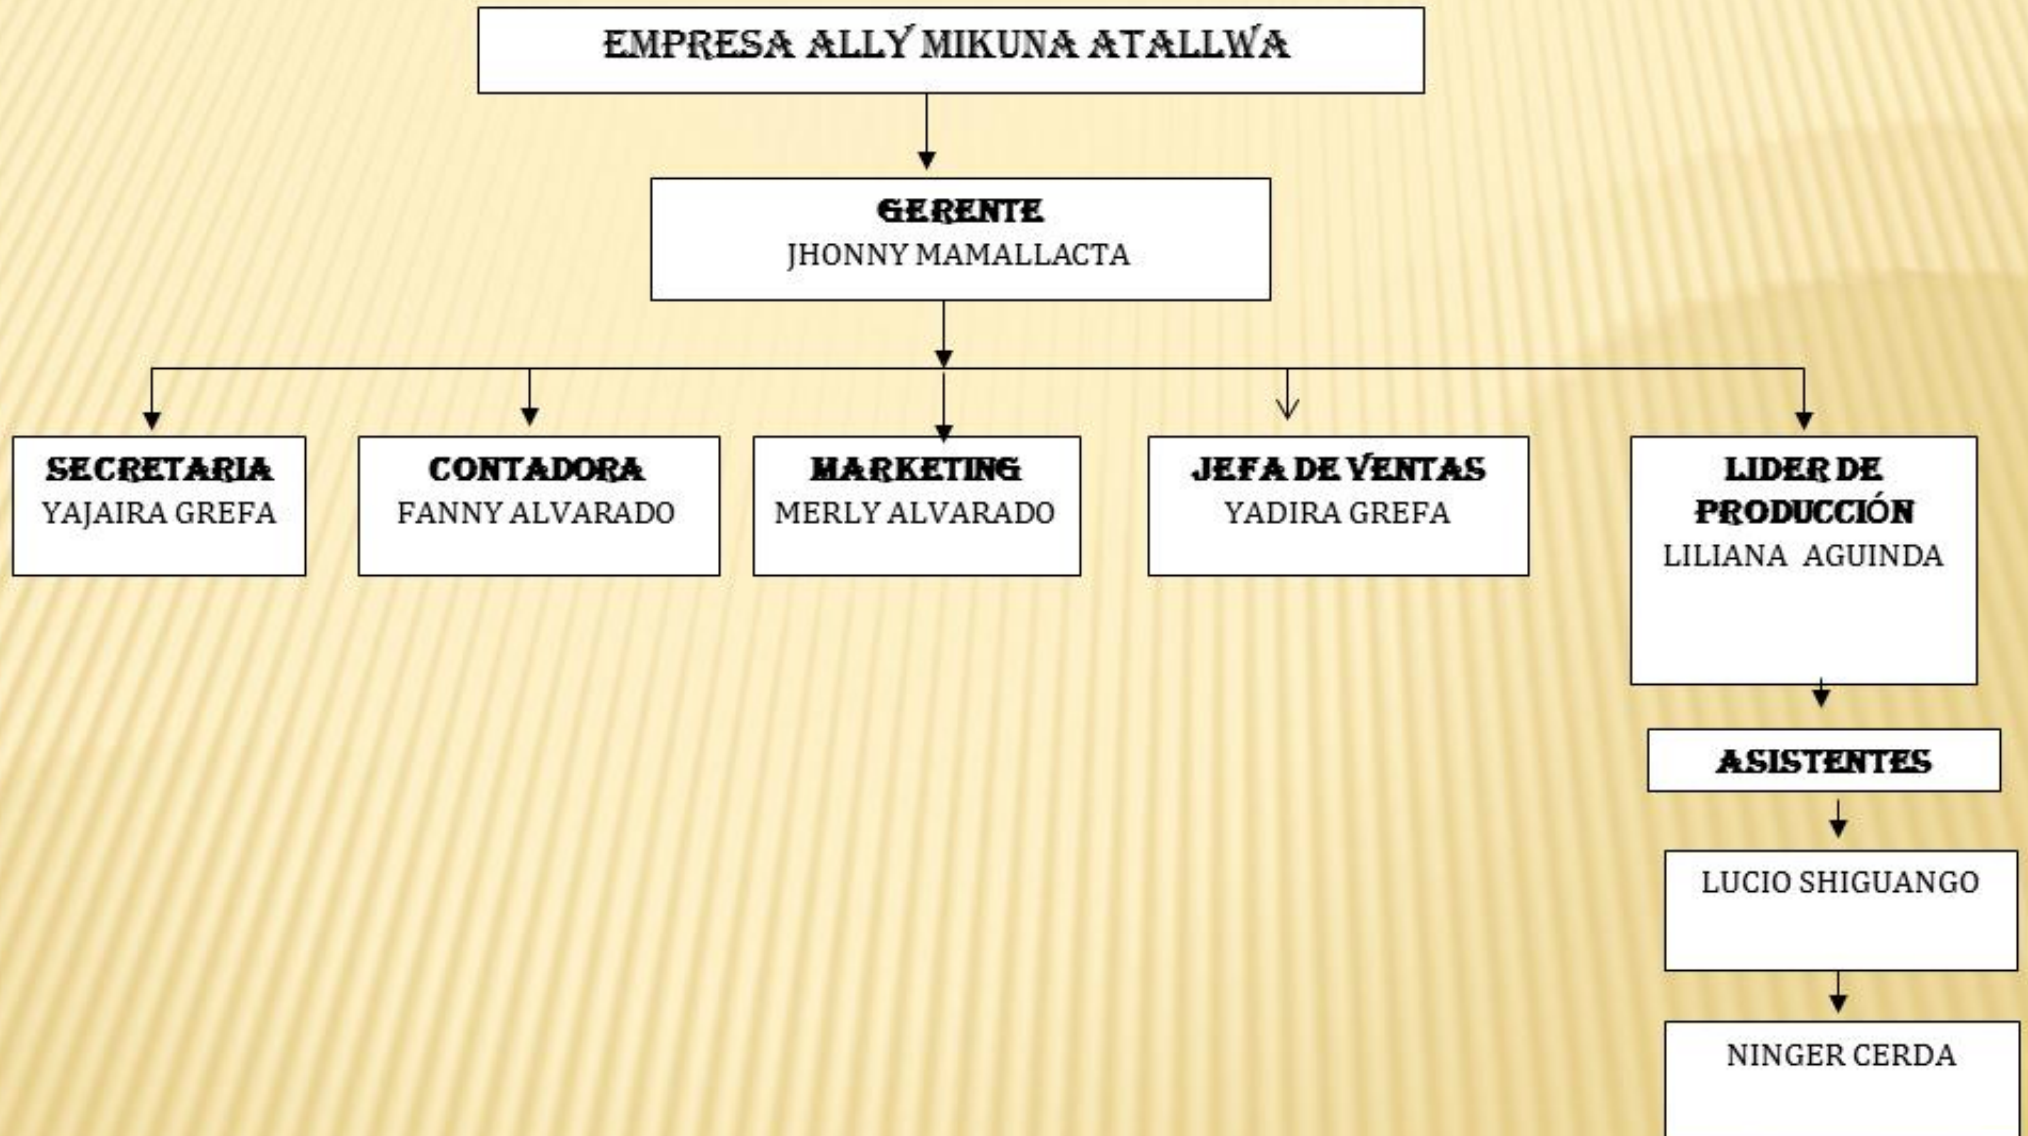 EMPRESA ALLY MIKUNA ATALLWA
GERENTE
JHONNY MAMALLACTA
SECRETARIA
YAJAIRA GREFA
CONTADORA
FANNY ALVARADO
MARKETING
MERLY ALVARADO
JEFA DE VENTAS
YADIRA GREFA
LIDER DE
PRODUCCIÓN
LILIANA AGUINDA
ASISTENTES
LUCIO SHIGUANGO
NINGER CERDA